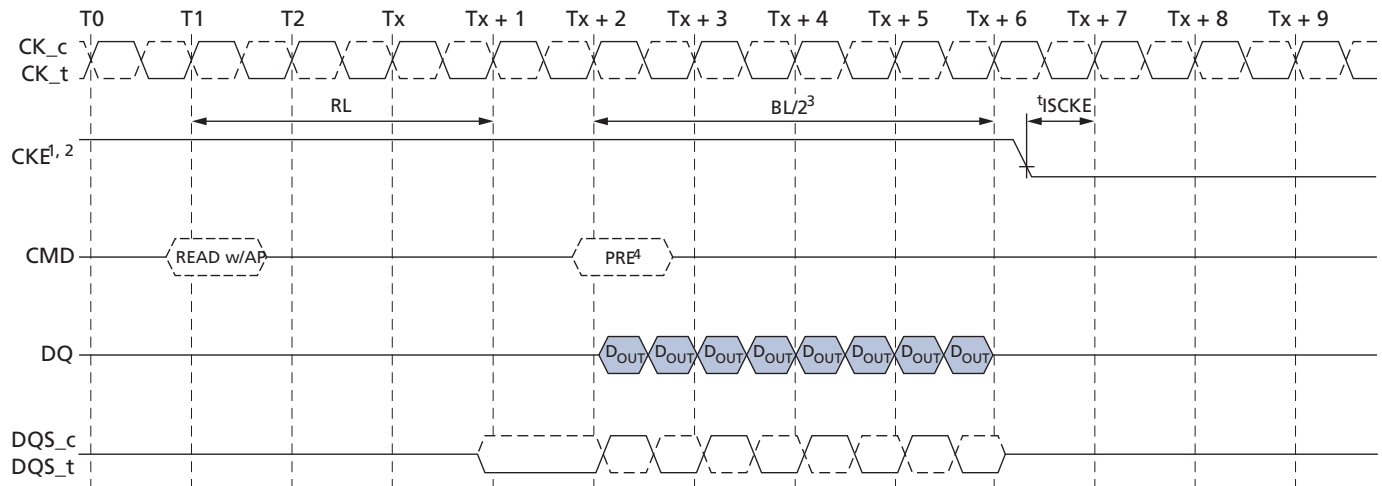 T0 T1 T2 Tx Tx + 1 Tx + 2 Tx + 3 Tx + 4 Tx + 5 Tx + 6 Tx + 7 Tx + 8 Tx + 9
CK_c
CK_t
RL BL/2³ ᵗISCKE
CKE¹, ²
CMD READ w/AP PRE⁴
DQ DOUT DOUT DOUT DOUT DOUT DOUT DOUT DOUT
DQS_c
DQS_t